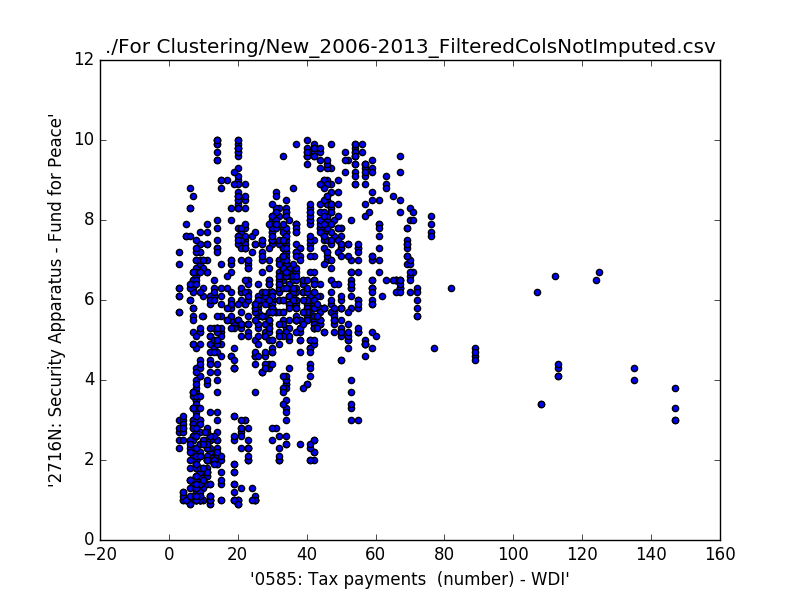 ./For Clustering/New_2006-2013_FilteredColsNotImputed.csv
12
10
8
6
4
2
0
'2716N: Security Apparatus - Fund for Peace'
−20 0 20 40 60 80 100 120 140 160
'0585: Tax payments  (number) - WDI'